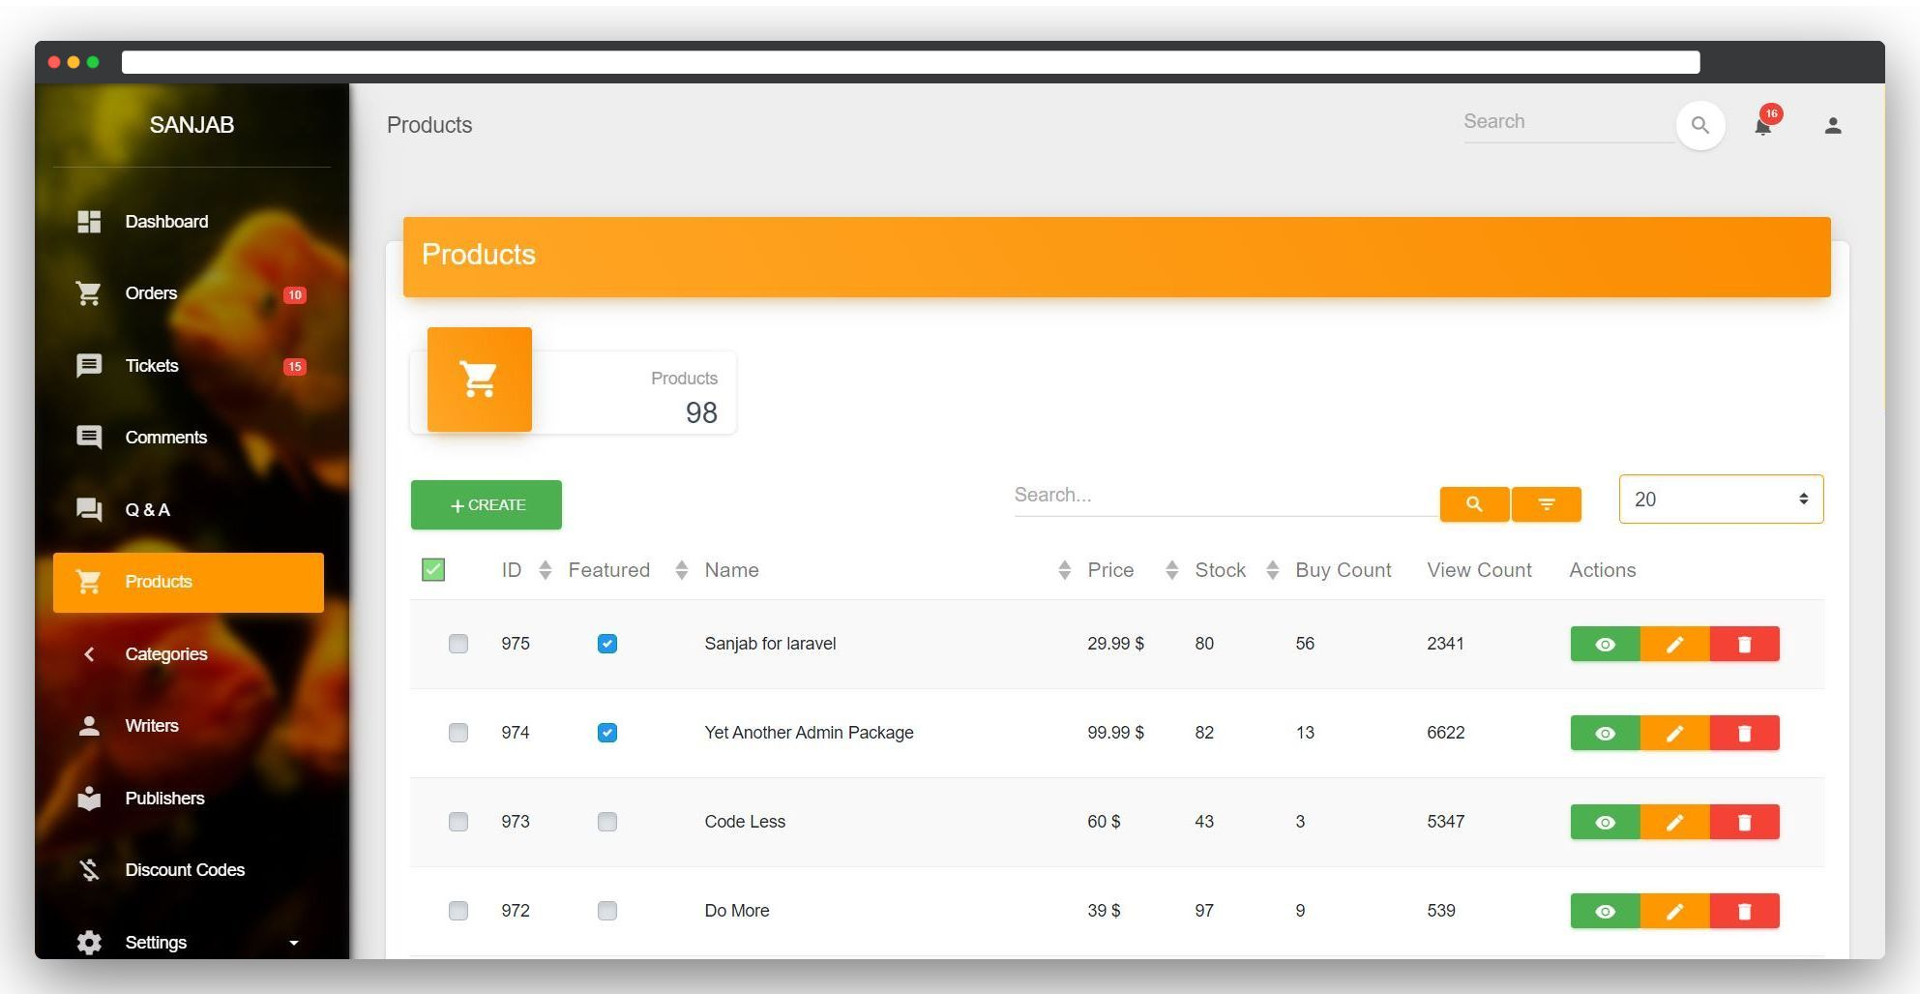 SANJAB
Products
Search
16
Dashboard
Orders 10
Tickets 15
Comments
Q & A
Products
Categories
Writers
Publishers
Discount Codes
Settings
Products
Products
98
+ CREATE
Search...
20
ID Featured Name Price Stock Buy Count View Count Actions
975 Sanjab for laravel 29.99 $ 80 56 2341
974 Yet Another Admin Package 99.99 $ 82 13 6622
973 Code Less 60 $ 43 3 5347
972 Do More 39 $ 97 9 539